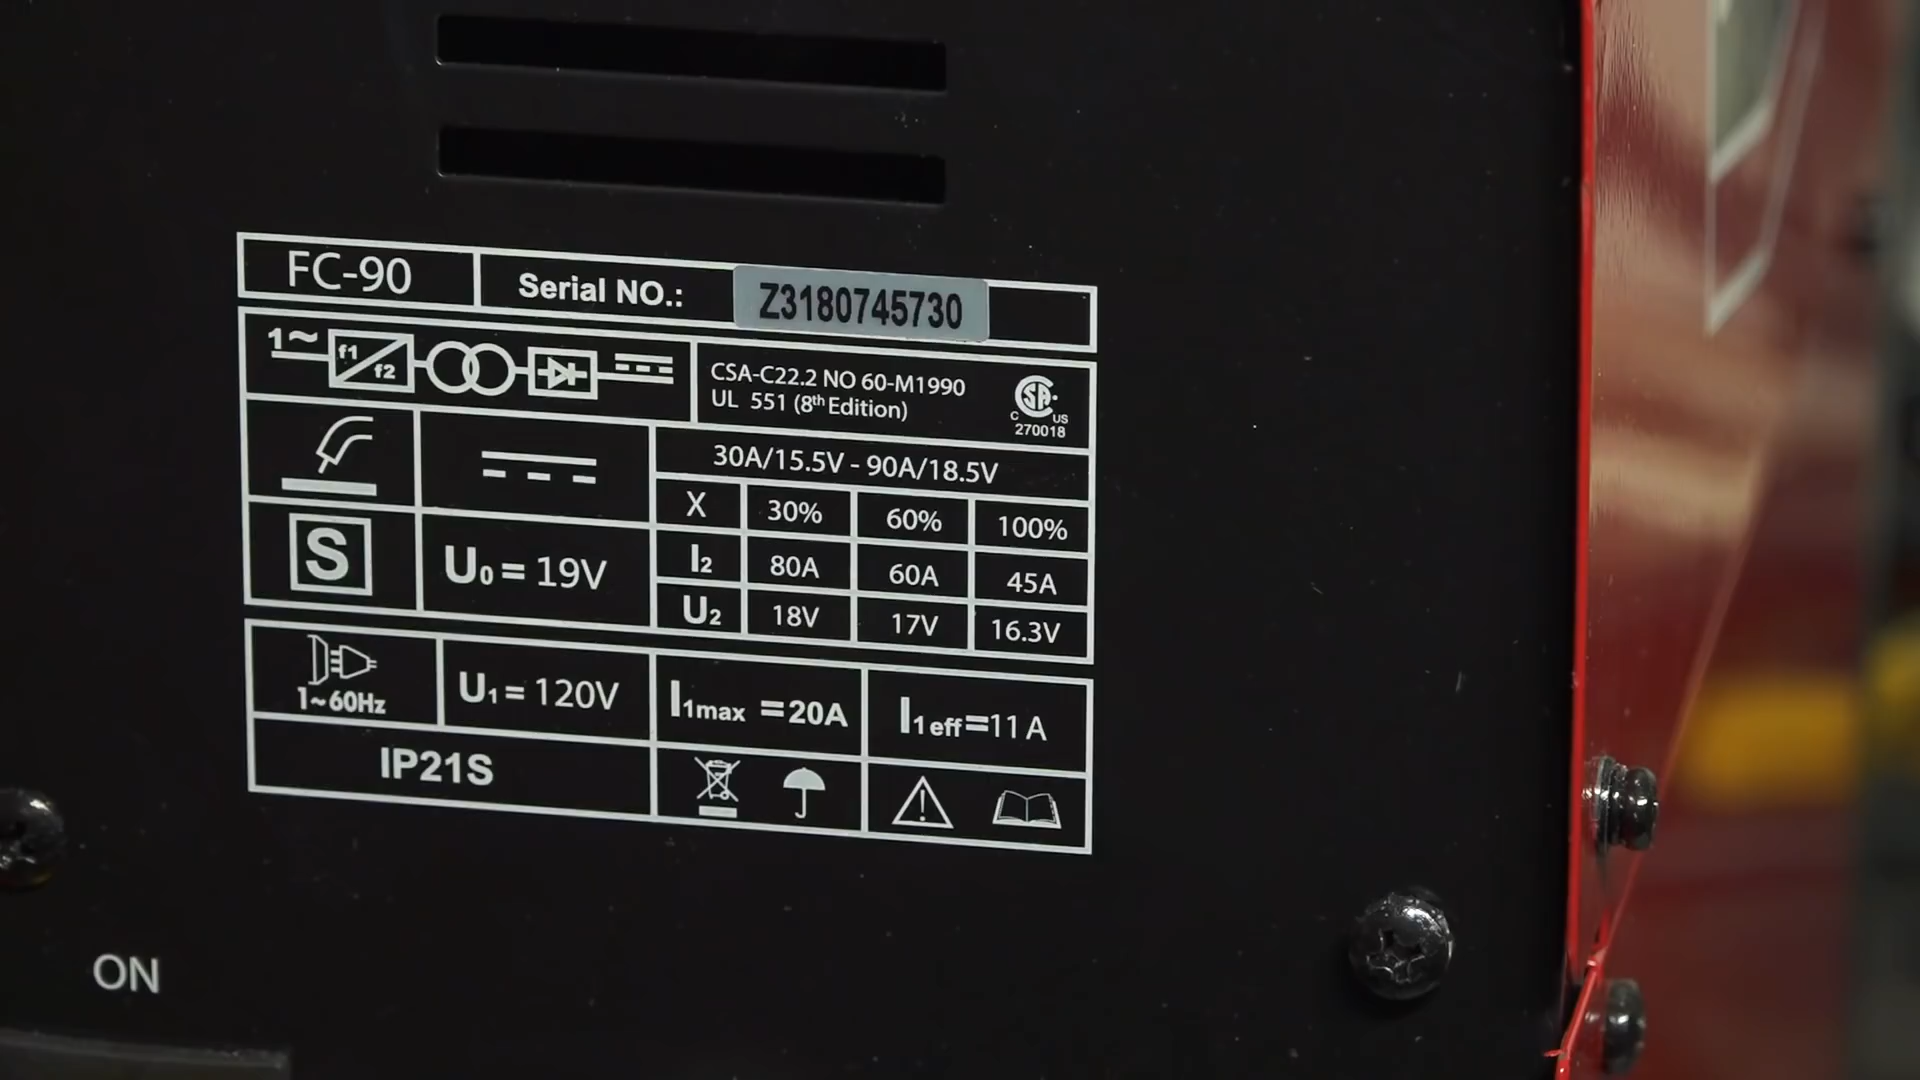 FC-90 Serial NO.: Z3180745730
1~ f1 f2
CSA-C22.2 NO 60-M1990
UL 551 (8th Edition)
C SA US
270018
30A/15.5V - 90A/18.5V
X 30% 60% 100%
S U0 = 19V
I2 80A 60A 45A
U2 18V 17V 16.3V
1~60Hz U1 = 120V I1max =20A I1eff=11A
IP21S
ON